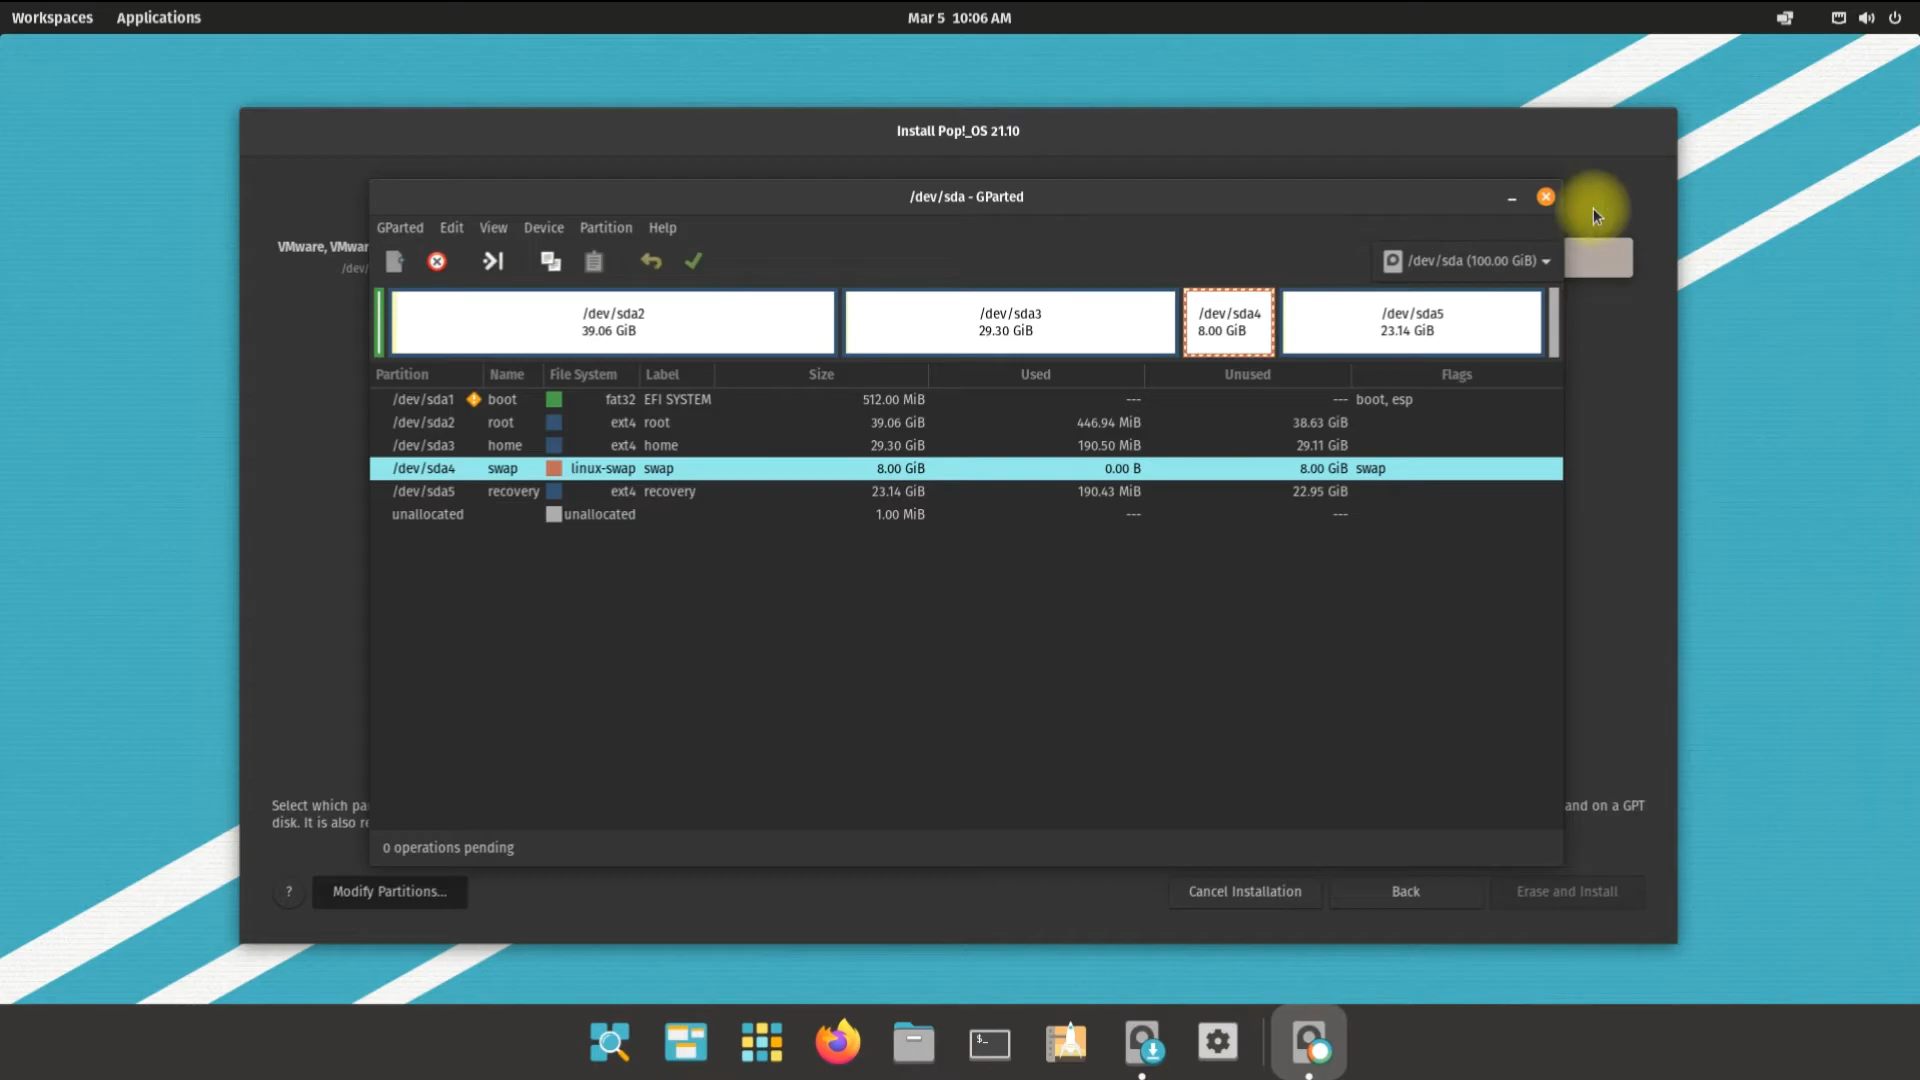 Workspaces Applications Mar 5 10:06 AM
Install Pop!_OS 21.10
/dev/sda - GParted
GParted Edit View Device Partition Help
VMware, VMwar
/dev/
/dev/sda (100.00 GiB)
/dev/sda2 /dev/sda3 /dev/sda4 /dev/sda5
39.06 GiB 29.30 GiB 8.00 GiB 23.14 GiB
Partition Name File System Label Size Used Unused Flags
/dev/sda1 boot fat32 EFI SYSTEM 512.00 MiB --- --- boot, esp
/dev/sda2 root ext4 root 39.06 GiB 446.94 MiB 38.63 GiB
/dev/sda3 home ext4 home 29.30 GiB 190.50 MiB 29.11 GiB
/dev/sda4 swap linux-swap swap 8.00 GiB 0.00 B 8.00 GiB swap
/dev/sda5 recovery ext4 recovery 23.14 GiB 190.43 MiB 22.95 GiB
unallocated unallocated 1.00 MiB --- ---
Select which pa and on a GPT
disk. It is also re
0 operations pending
? Modify Partitions... Cancel Installation Back Erase and Install